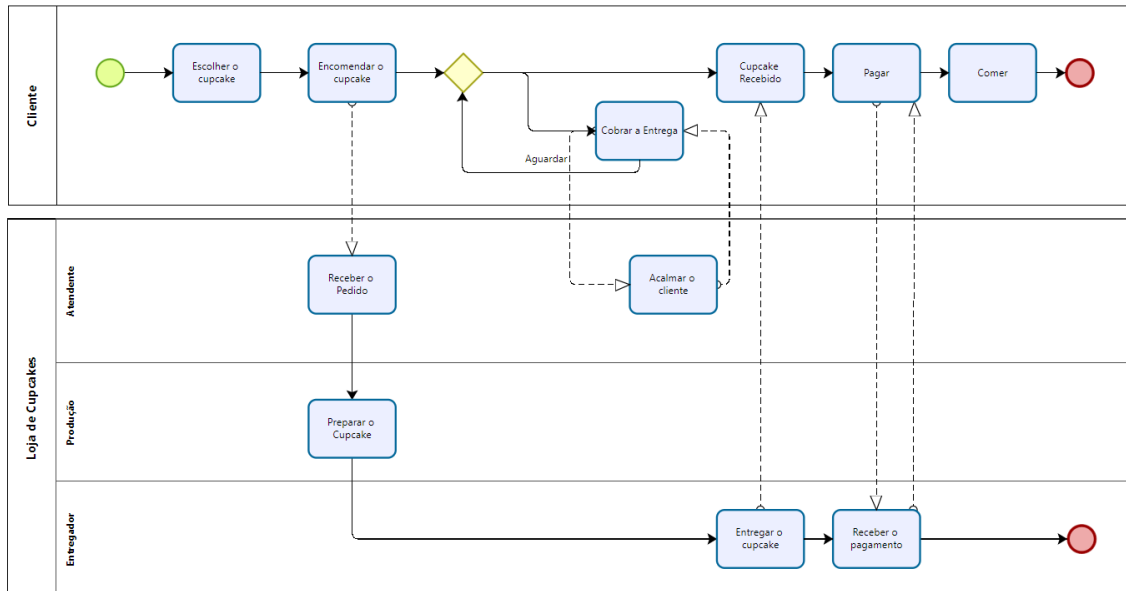 Cliente
Escolher o
cupcake
Encomendar o
cupcake
Cupcake
Recebido
Pagar
Comer
Cobrar a Entrega
Aguardar
Loja de Cupcakes
Atendente
Receber o
Pedido
Acalmar o
cliente
Produção
Preparar o
Cupcake
Entregador
Entregar o
cupcake
Receber o
pagamento